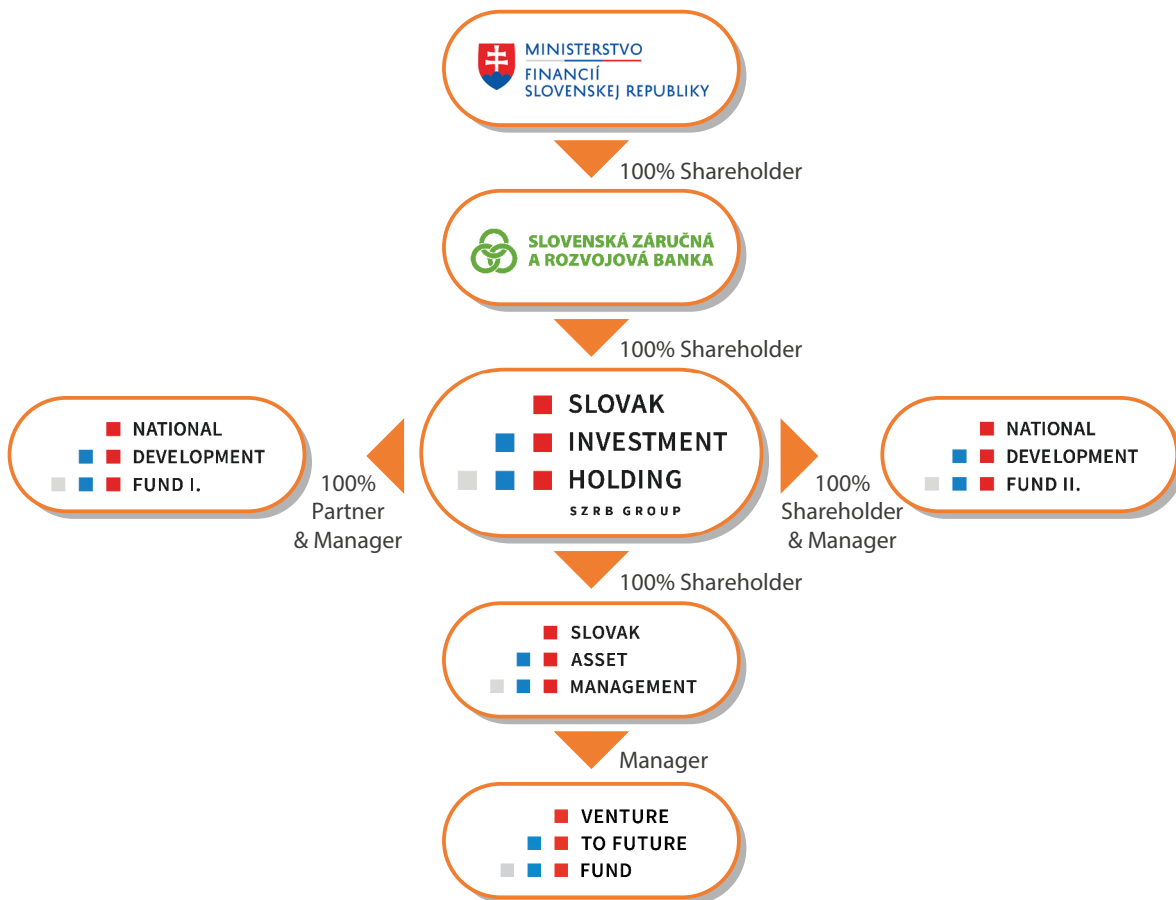 MINISTERSTVO
FINANCIÍ
SLOVENSKEJ REPUBLIKY
100% Shareholder
SLOVENSKÁ ZÁRUČNÁ
A ROZVOJOVÁ BANKA
100% Shareholder
NATIONAL
DEVELOPMENT
FUND I.
100%
Partner
& Manager
SLOVAK
INVESTMENT
HOLDING
SZRB GROUP
100%
Shareholder
& Manager
NATIONAL
DEVELOPMENT
FUND II.
100% Shareholder
SLOVAK
ASSET
MANAGEMENT
Manager
VENTURE
TO FUTURE
FUND